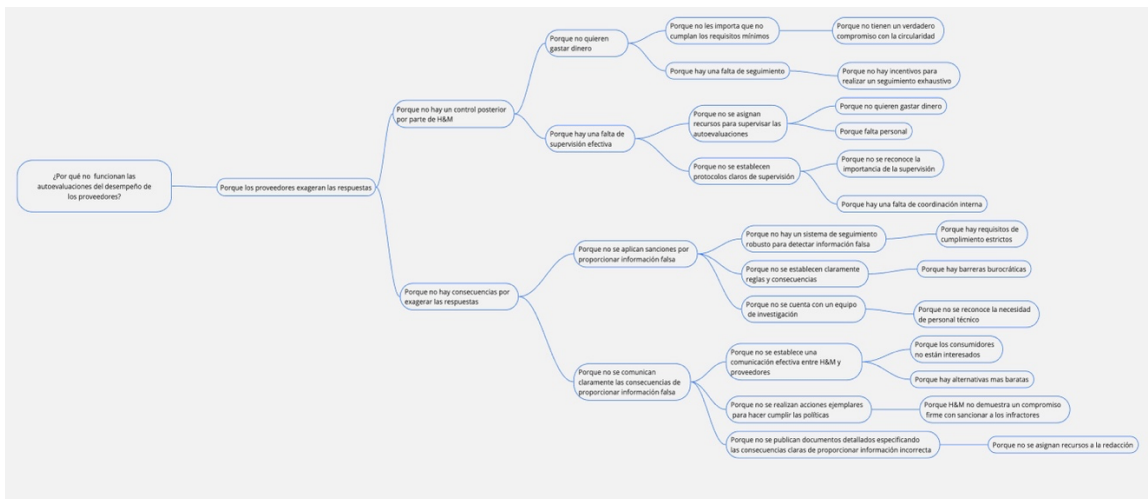 ¿Por qué no funcionan las
autoevaluaciones del desempeño de
los proveedores?
Porque los proveedores exageran las respuestas
Porque no hay un control posterior
por parte de H&M
Porque no quieren
gastar dinero
Porque no les importa que no
cumplan los requisitos mínimos
Porque no tienen un verdadero
compromiso con la circularidad
Porque hay una falta de seguimiento
Porque no hay incentivos para
realizar un seguimiento exhaustivo
Porque hay una falta de
supervisión efectiva
Porque no se asignan
recursos para supervisar las
autoevaluaciones
Porque no quieren gastar dinero
Porque falta personal
Porque no se establecen
protocolos claros de supervisión
Porque no se reconoce la
importancia de la supervisión
Porque hay una falta de coordinación interna
Porque no hay consecuencias por
exagerar las respuestas
Porque no se aplican sanciones por
proporcionar información falsa
Porque no hay un sistema de seguimiento
robusto para detectar información falsa
Porque hay requisitos de
cumplimiento estrictos
Porque no se establecen claramente
reglas y consecuencias
Porque hay barreras burocráticas
Porque no se cuenta con un equipo
de investigación
Porque no se reconoce la necesidad
de personal técnico
Porque no se comunican
claramente las consecuencias de
proporcionar información falsa
Porque no se establece una
comunicación efectiva entre H&M y
proveedores
Porque los consumidores
no están interesados
Porque hay alternativas mas baratas
Porque no se realizan acciones ejemplares
para hacer cumplir las políticas
Porque H&M no demuestra un compromiso
firme con sancionar a los infractores
Porque no se publican documentos detallados especificando
las consecuencias claras de proporcionar información incorrecta
Porque no se asignan recursos a la redacción